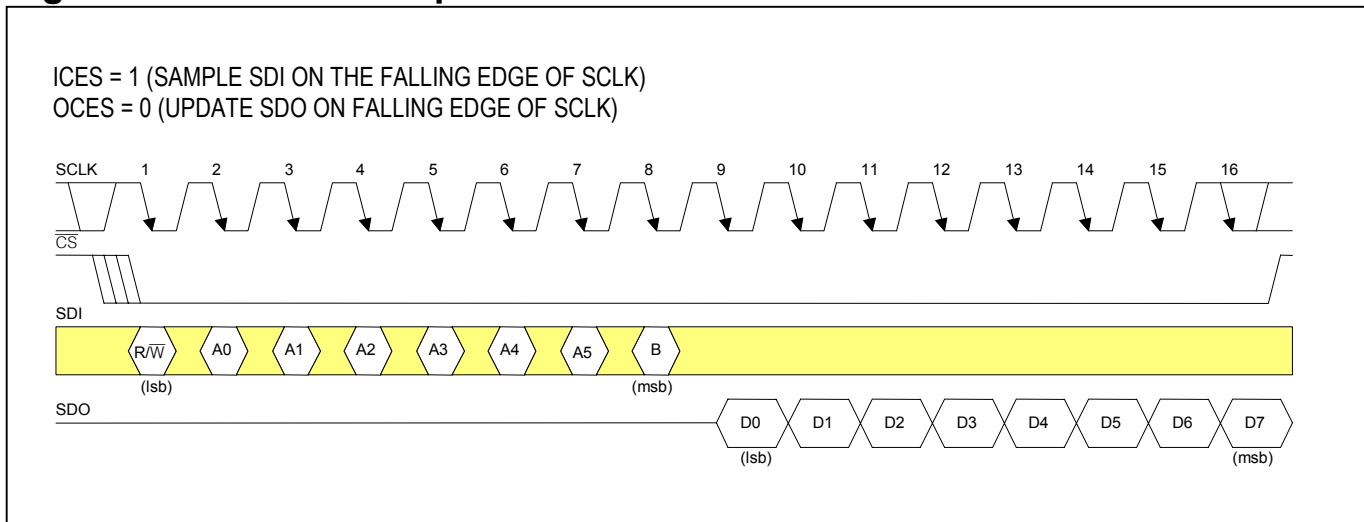 ICES = 1 (SAMPLE SDI ON THE FALLING EDGE OF SCLK)
OCES = 0 (UPDATE SDO ON FALLING EDGE OF SCLK)
SCLK 1 2 3 4 5 6 7 8 9 10 11 12 13 14 15 16
CS
SDI
R/W A0 A1 A2 A3 A4 A5 B
(lsb) (msb)
SDO
D0 D1 D2 D3 D4 D5 D6 D7
(lsb) (msb)